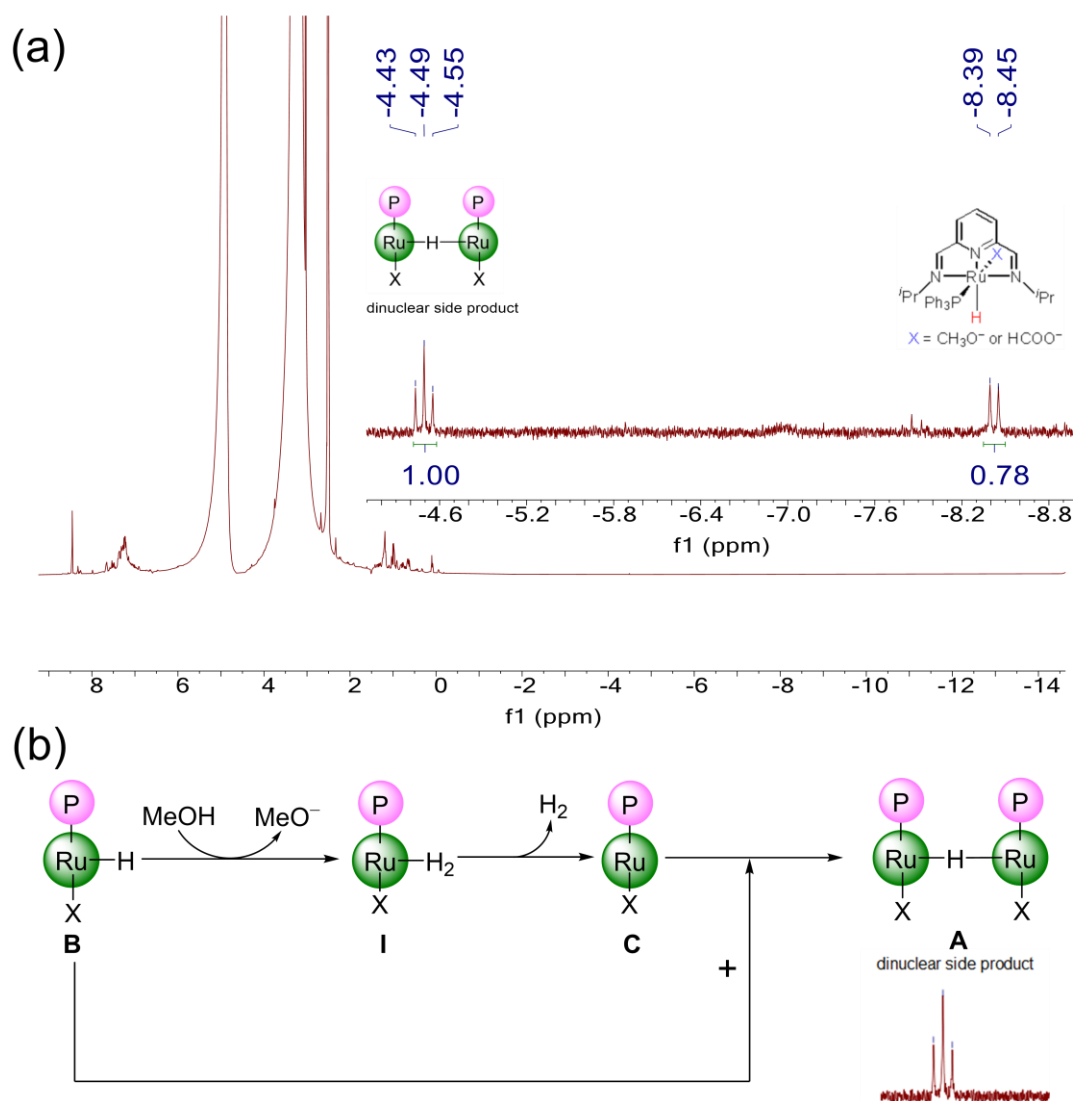 (a)
-4.43
-4.49
-4.55
-8.39
-8.45
P P
Ru H Ru
X X
dinuclear side product
N X
N Ru N
iPr Ph3P iPr
H
X = CH3O− or HCOO−
1.00 0.78
-4.6 -5.2 -5.8 -6.4 -7.0 -7.6 -8.2 -8.8
f1 (ppm)
8 6 4 2 0 -2 -4 -6 -8 -10 -12 -14
f1 (ppm)
(b)
P MeOH MeO− P H2 P P P
Ru H Ru H2 Ru Ru H Ru
X X X X X
B I C A
+
dinuclear side product